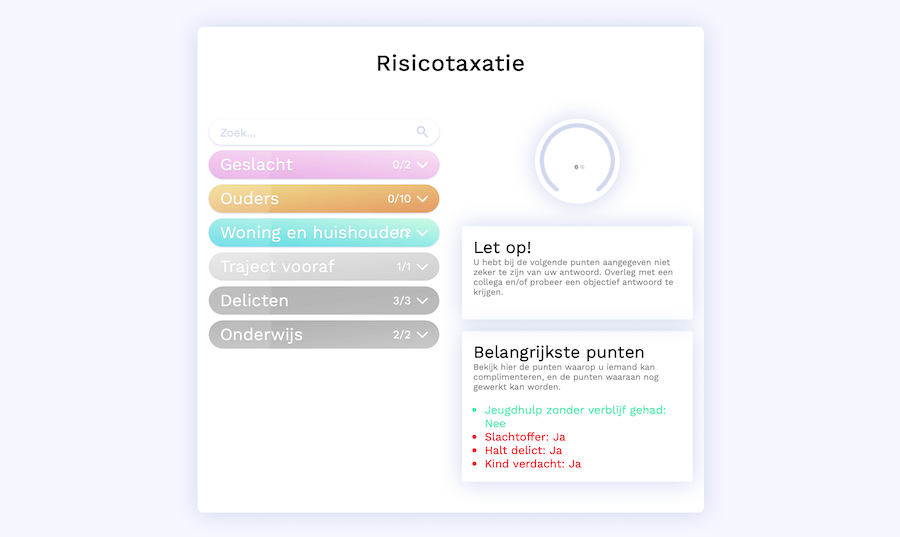 Risicotaxatie
Zoek...
Geslacht 0/2
Ouders 0/10
Woning en huishouden
Traject vooraf 1/1
Delicten 3/3
Onderwijs 2/2
0 %
Let op!
U hebt bij de volgende punten aangegeven niet
zeker te zijn van uw antwoord. Overleg met een
collega en/of probeer een objectief antwoord te
krijgen.
Belangrijkste punten
Bekijk hier de punten waarop u iemand kan
complimenteren, en de punten waaraan nog
gewerkt kan worden.
Jeugdhulp zonder verblijf gehad:
Nee
Slachtoffer: Ja
Halt delict: Ja
Kind verdacht: Ja